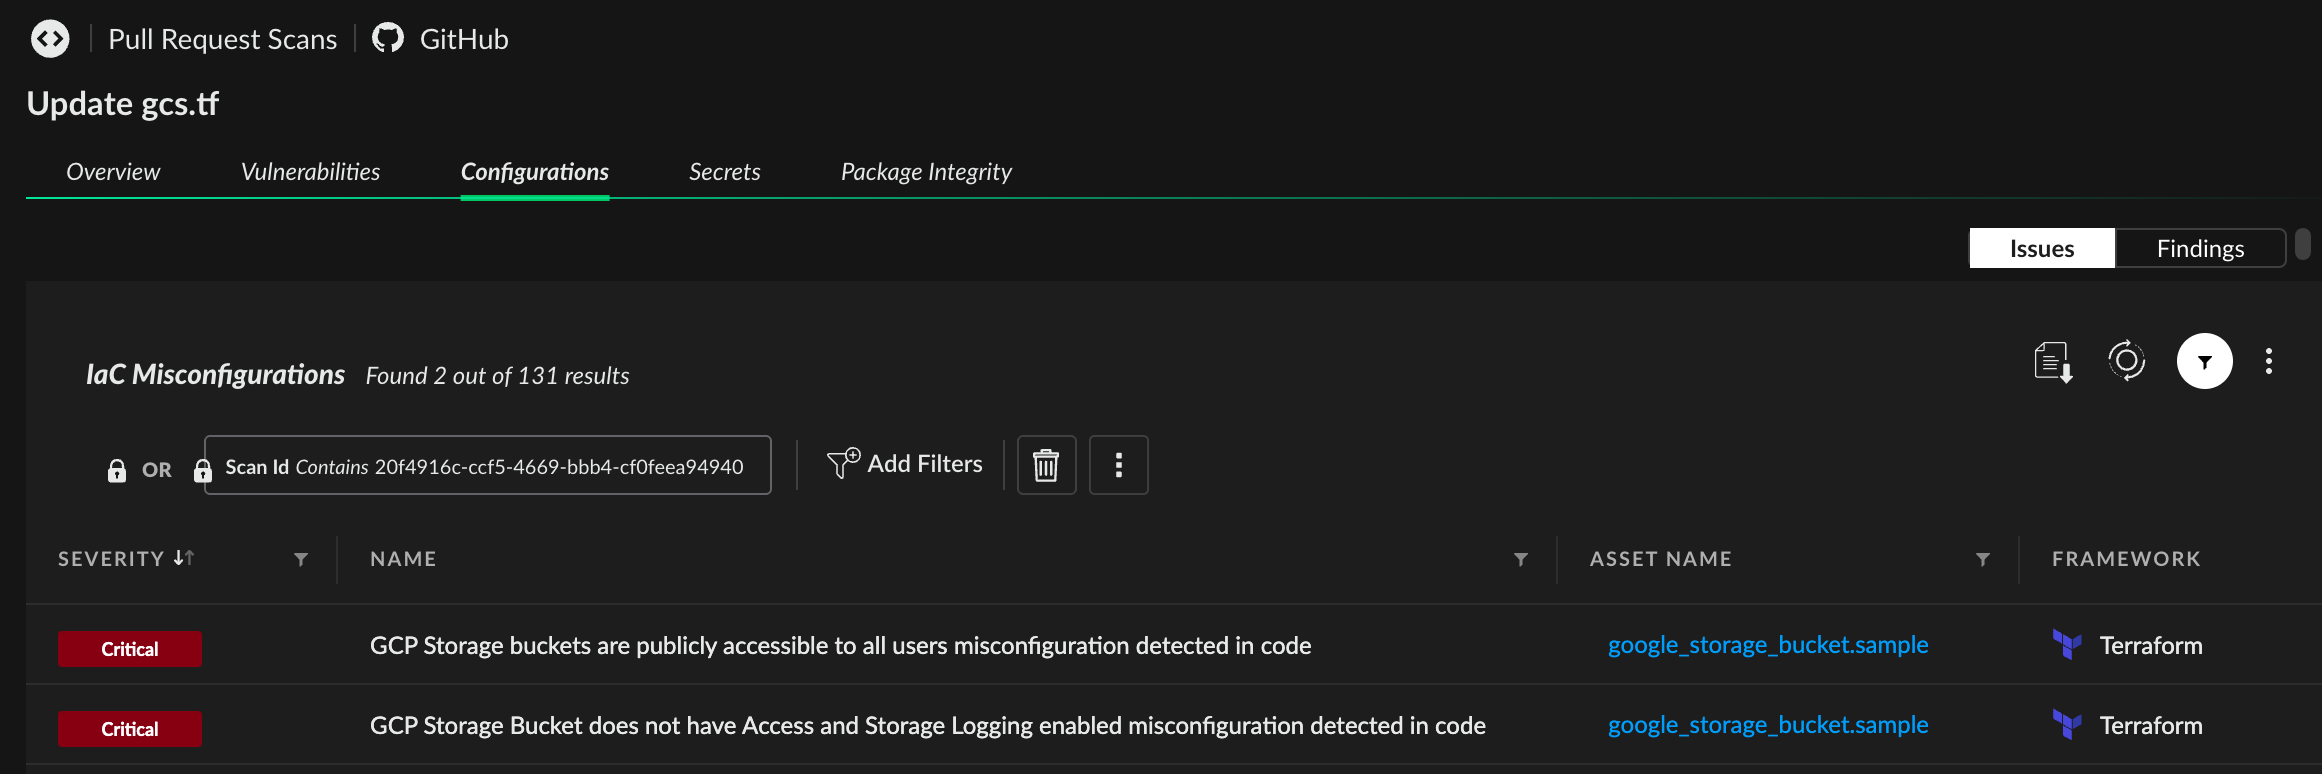 Pull Request Scans | GitHub
Update gcs.tf
Overview Vulnerabilities Configurations Secrets Package Integrity
Issues Findings
IaC Misconfigurations Found 2 out of 131 results
OR Scan Id Contains 20f4916c-ccf5-4669-bbb4-cf0feea94940 Add Filters
SEVERITY NAME ASSET NAME FRAMEWORK
Critical GCP Storage buckets are publicly accessible to all users misconfiguration detected in code google_storage_bucket.sample Terraform
Critical GCP Storage Bucket does not have Access and Storage Logging enabled misconfiguration detected in code google_storage_bucket.sample Terraform